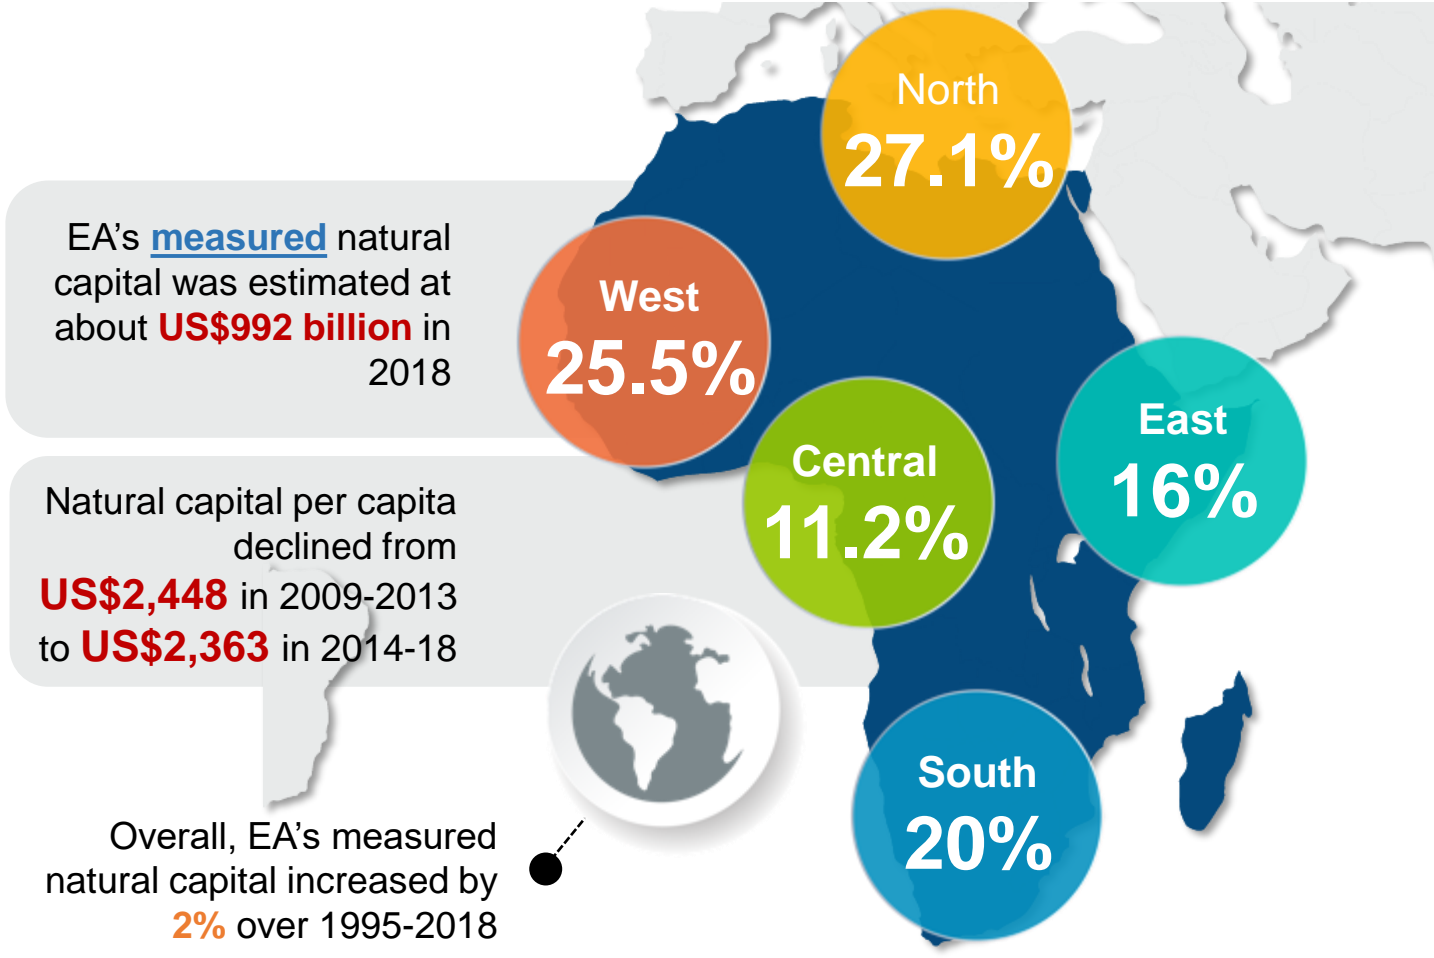 North
27.1%
EA’s measured natural
capital was estimated at
about US$992 billion in
2018
West
25.5%
East
16%
Central
11.2%
Natural capital per capita
declined from
US$2,448 in 2009-2013
to US$2,363 in 2014-18
South
20%
Overall, EA’s measured
natural capital increased by
2% over 1995-2018